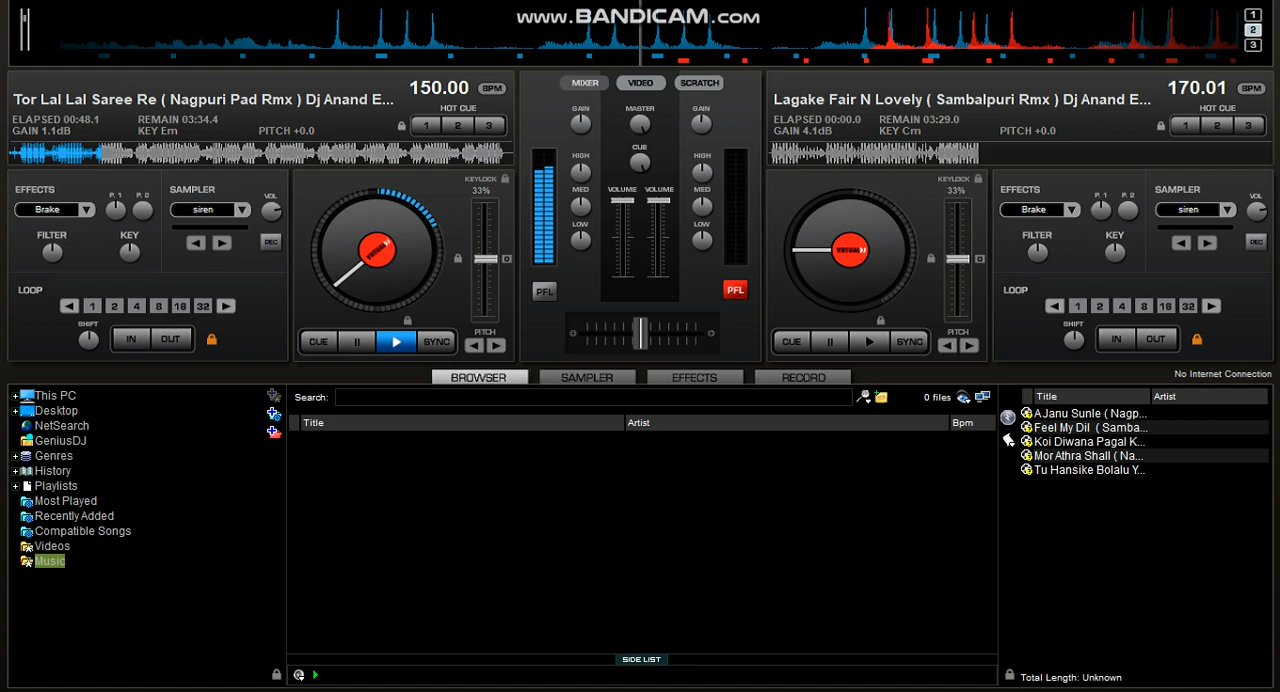 www.BANDICAM.com
1
2
3
150.00 BPM
Tor Lal Lal Saree Re ( Nagpuri Pad Rmx ) Dj Anand E...
HOT CUE
ELAPSED 00:48.1 REMAIN 03:34.4
GAIN 1.1dB KEY Em PITCH +0.0
1 2 3
MIXER VIDEO SCRATCH
GAIN MASTER GAIN
CUE
HIGH HIGH
MED VOLUME VOLUME MED
LOW LOW
PFL PFL
170.01 BPM
Lagake Fair N Lovely ( Sambalpuri Rmx ) Dj Anand E...
HOT CUE
ELAPSED 00:00.0 REMAIN 03:29.0
GAIN 4.1dB KEY Cm PITCH +0.0
1 2 3
EFFECTS P. 1 P. 2 SAMPLER VOL
Brake siren
FILTER KEY REC
LOOP
1 2 4 8 16 32
SHIFT IN OUT
KEYLOCK
33%
VIRTUAL DJ
CUE SYNC PITCH
KEYLOCK
33%
VIRTUAL DJ
CUE SYNC PITCH
EFFECTS P. 1 P. 2 SAMPLER VOL
Brake siren
FILTER KEY REC
LOOP
1 2 4 8 16 32
SHIFT IN OUT
BROWSER SAMPLER EFFECTS RECORD
No Internet Connection
This PC
Desktop
NetSearch
GeniusDJ
Genres
History
Playlists
Most Played
Recently Added
Compatible Songs
Videos
Music
Search: 0 files
Title Artist Bpm
SIDE LIST
Title Artist
A Janu Sunle ( Nagp...
Feel My Dil ( Samba...
Koi Diwana Pagal K...
Mor Athra Shall ( Na...
Tu Hansike Bolalu Y...
Total Length: Unknown